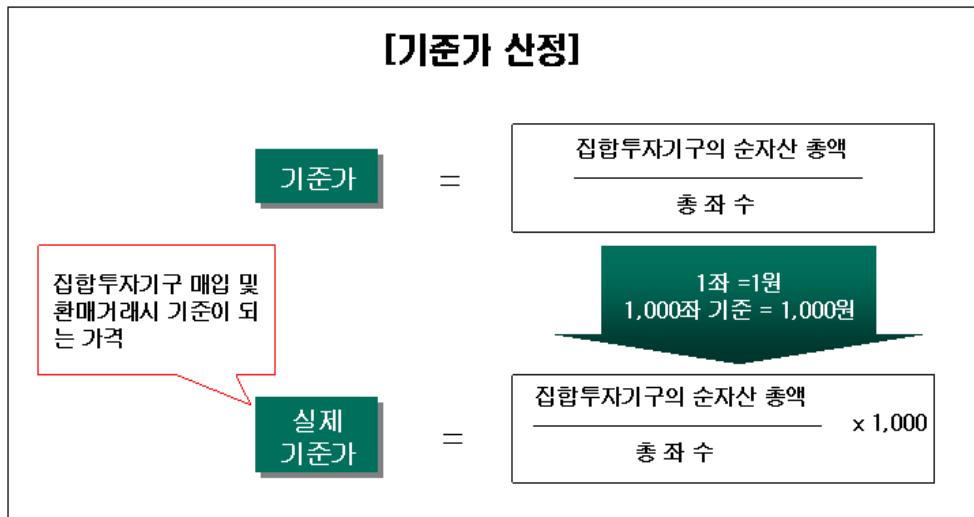 [기준가 산정]
기준가
=
집합투자기구의 순자산 총액
총 좌 수
집합투자기구 매입 및
환매거래시 기준이 되
는 가격
1좌 =1원
1,000좌 기준 = 1,000원
실제
기준가
=
집합투자기구의 순자산 총액
총 좌 수
x 1,000